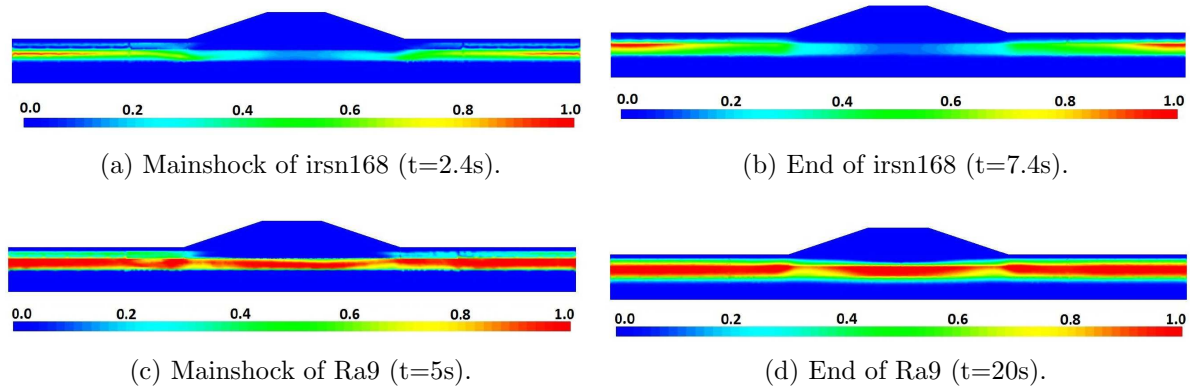 0.0 0.2 0.4 0.6 0.8 1.0
0.0 0.2 0.4 0.6 0.8 1.0
(a) Mainshock of irsn168 (t=2.4s).
(b) End of irsn168 (t=7.4s).
0.0 0.2 0.4 0.6 0.8 1.0
0.0 0.2 0.4 0.6 0.8 1.0
(c) Mainshock of Ra9 (t=5s).
(d) End of Ra9 (t=20s).